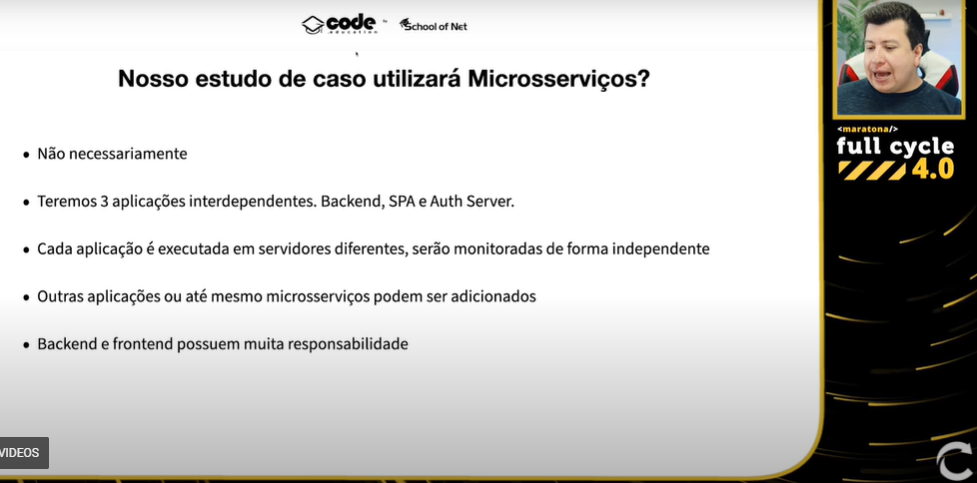 code
education
School of Net
Nosso estudo de caso utilizará Microsserviços?
• Não necessariamente
• Teremos 3 aplicações interdependentes. Backend, SPA e Auth Server.
• Cada aplicação é executada em servidores diferentes, serão monitoradas de forma independente
• Outras aplicações ou até mesmo microsserviços podem ser adicionados
• Backend e frontend possuem muita responsabilidade
<maratona/>
full cycle
4.0
VIDEOS